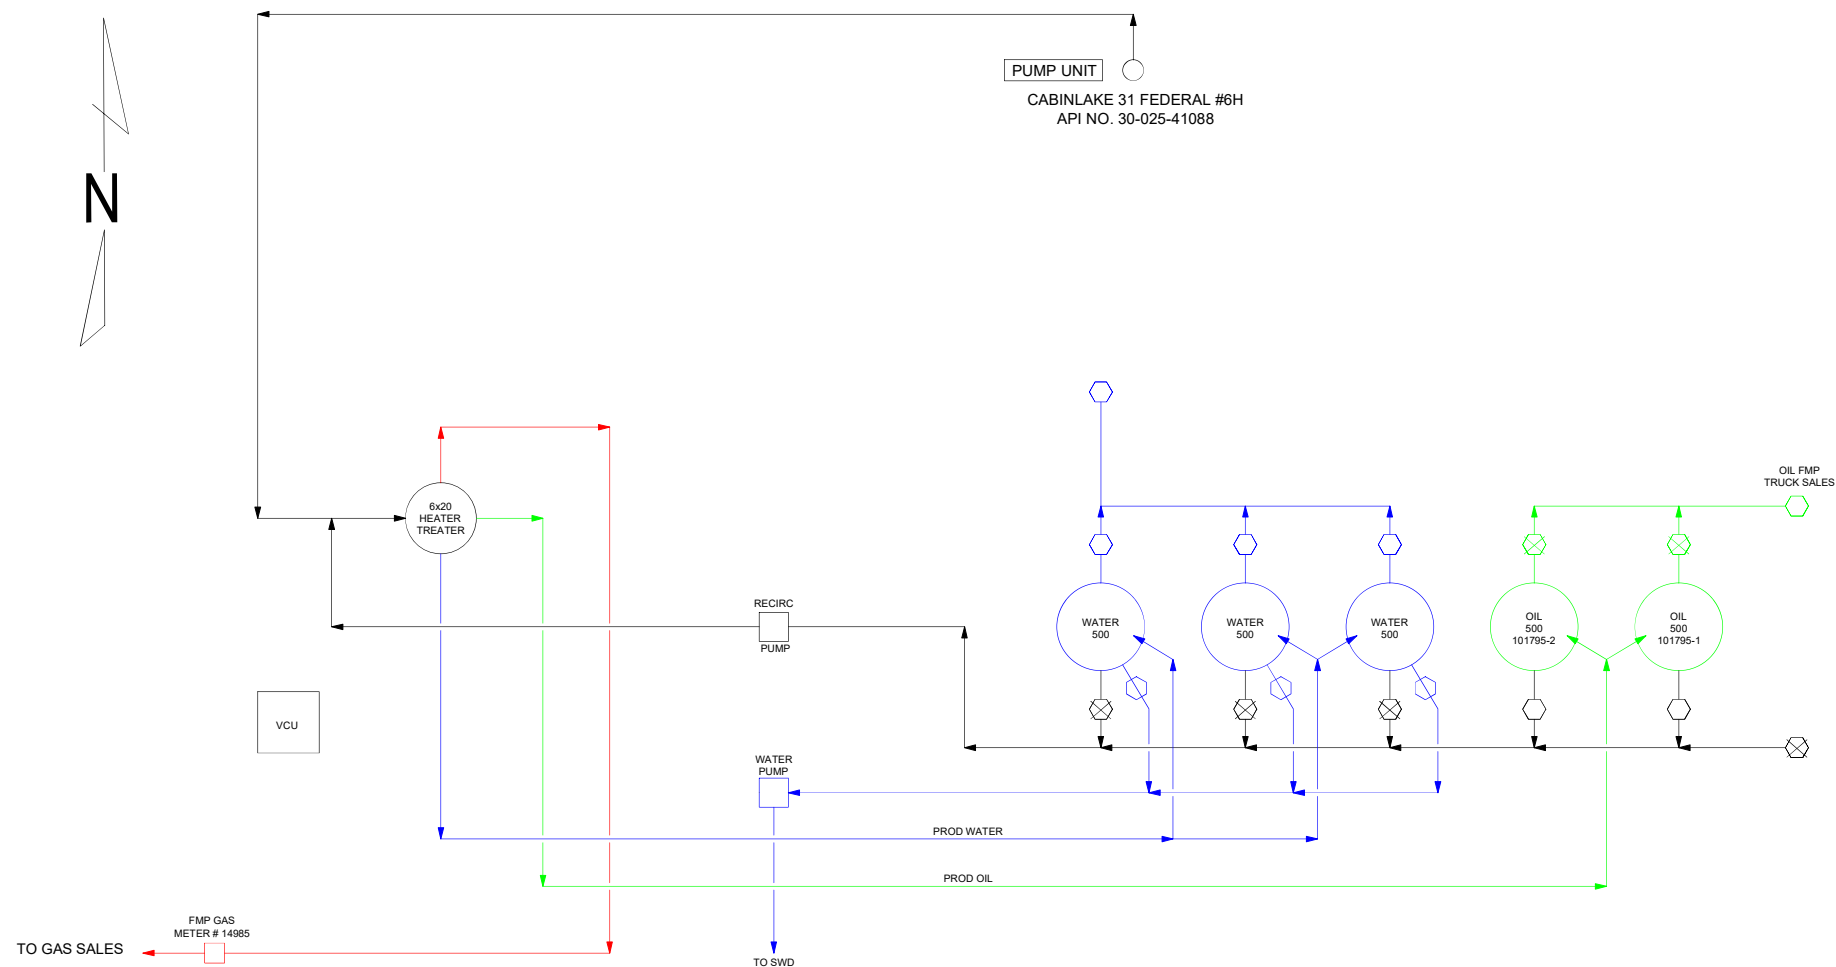 PUMP UNIT
CABINLAKE 31 FEDERAL #6H
API NO. 30-025-41088
N
OIL FMP
TRUCK SALES
6x20
HEATER
TREATER
RECIRC
PUMP
WATER
500
WATER
500
WATER
500
OIL
500
101795-2
OIL
500
101795-1
VCU
WATER
PUMP
PROD WATER
PROD OIL
FMP GAS
METER # 14985
TO GAS SALES
TO SWD